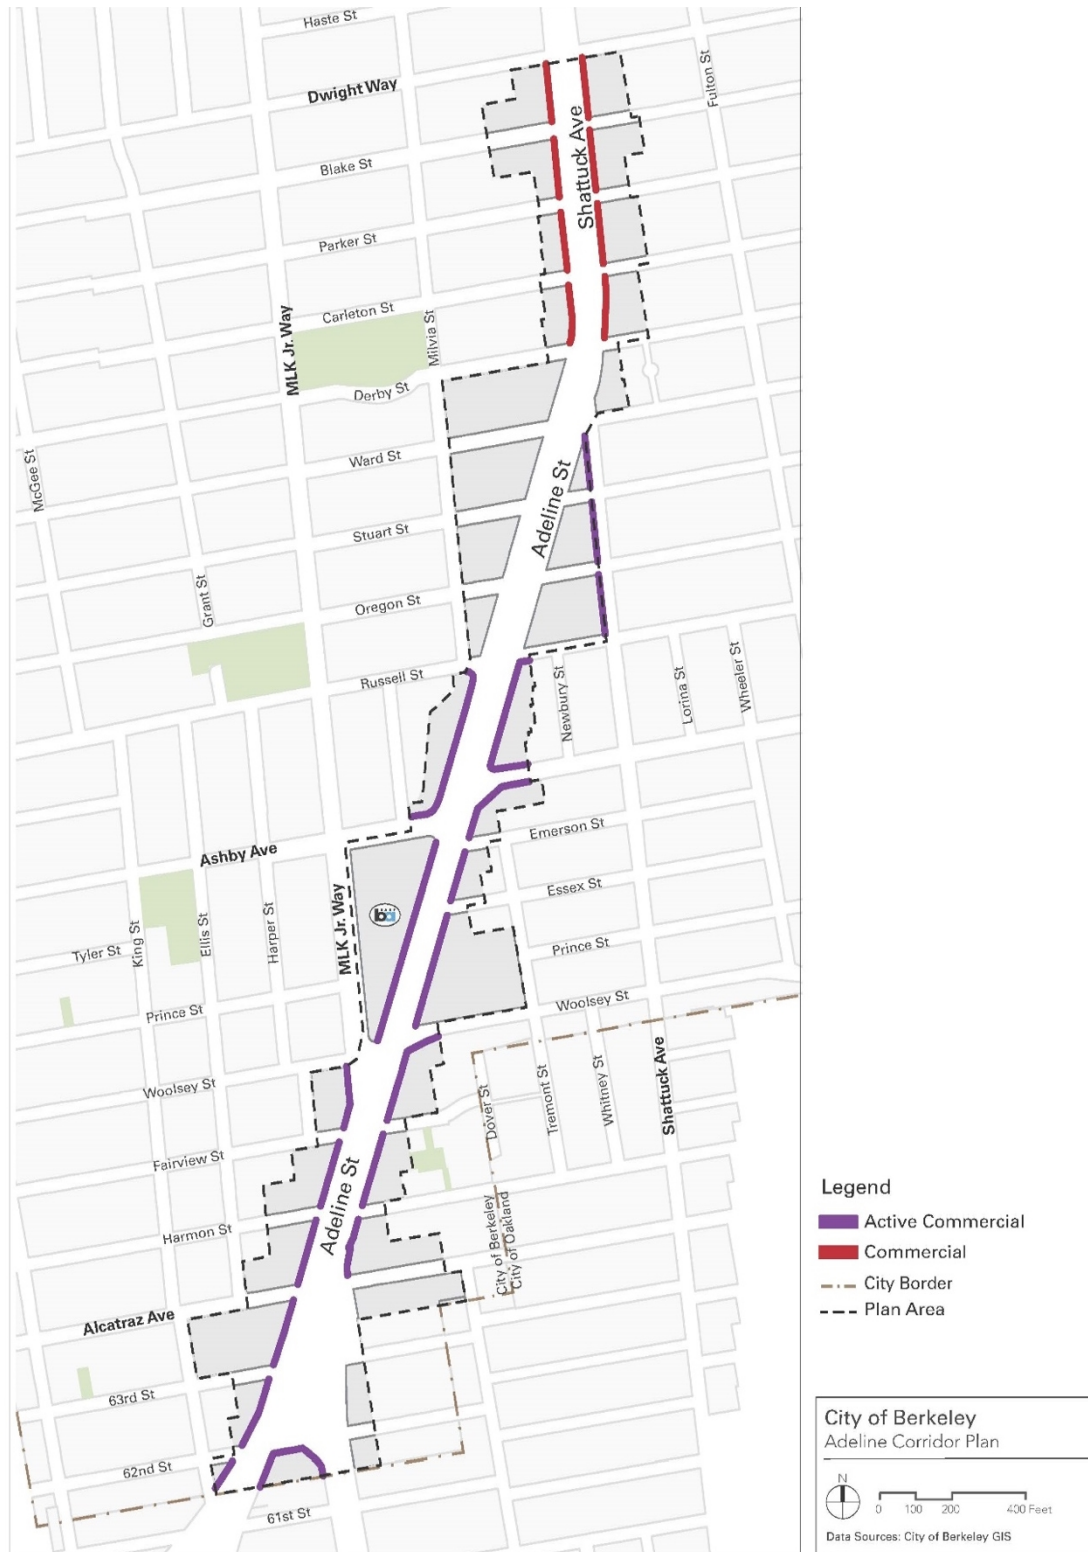 Haste St
Dwight Way
Fulton St
Blake St
Shattuck Ave
Parker St
Carleton St
MLK Jr. Way
Milvia St
Derby St
McGee St
Ward St
Adeline St
Stuart St
Grant St
Oregon St
Russell St
Newbury St
Lorina St
Wheeler St
Ashby Ave
Emerson St
Essex St
King St
Ellis St
Harper St
MLK Jr. Way
ba
Tyler St
Prince St
Prince St
Woolsey St
Woolsey St
Dover St
Tremont St
Whitney St
Shattuck Ave
Fairview St
Adeline St
Harmon St
City of Berkeley
City of Oakland
Alcatraz Ave
63rd St
62nd St
61st St
Legend
Active Commercial
Commercial
City Border
Plan Area
City of Berkeley
Adeline Corridor Plan
N
0 100 200 400 Feet
Data Sources: City of Berkeley GIS